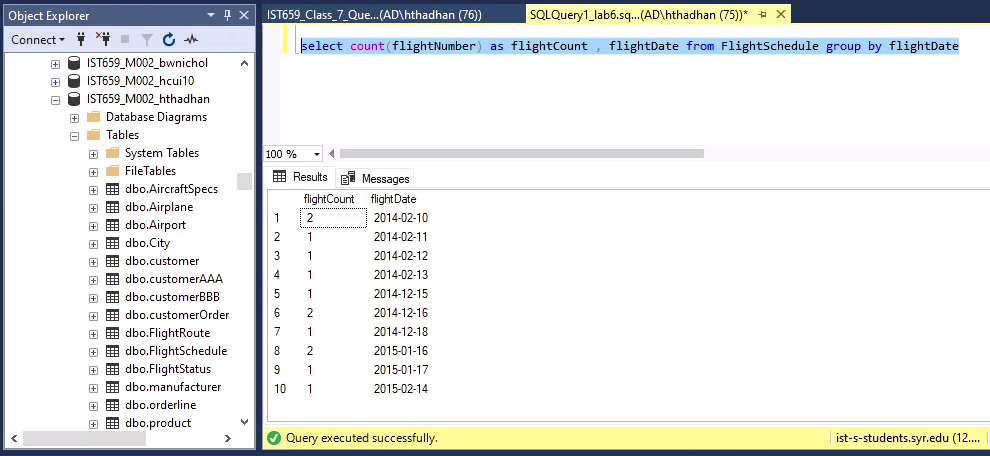 Object Explorer
Connect
IST659_M002_bwnichol
IST659_M002_hcui10
IST659_M002_hthadhan
Database Diagrams
Tables
System Tables
FileTables
dbo.AircraftSpecs
dbo.Airplane
dbo.Airport
dbo.City
dbo.customer
dbo.customerAAA
dbo.customerBBB
dbo.customerOrder
dbo.FlightRoute
dbo.FlightSchedule
dbo.FlightStatus
dbo.manufacturer
dbo.orderline
dbo.product
IST659_Class_7_Que...(AD\hthadhan (76))
SQLQuery1_lab6.sq...(AD\hthadhan (75))*
select count(flightNumber) as flightCount , flightDate from FlightSchedule group by flightDate
100 %
Results Messages
flightCount flightDate
1 2 2014-02-10
2 1 2014-02-11
3 1 2014-02-12
4 1 2014-02-13
5 1 2014-12-15
6 2 2014-12-16
7 1 2014-12-18
8 2 2015-01-16
9 1 2015-01-17
10 1 2015-02-14
Query executed successfully.
ist-s-students.syr.edu (12....